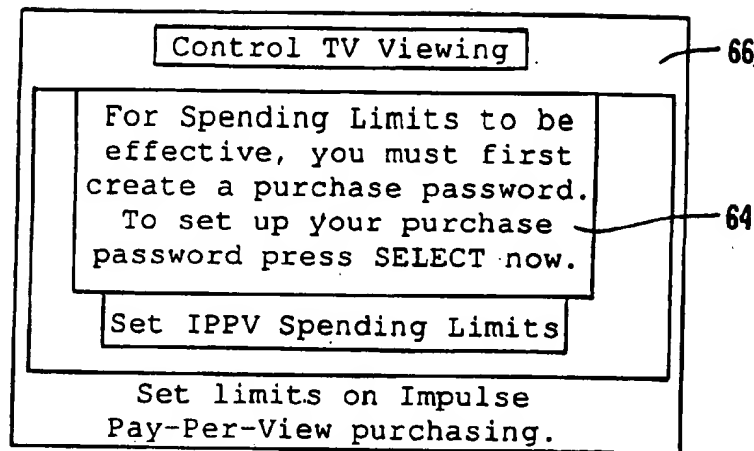 Control TV Viewing
66
For Spending Limits to be
effective, you must first
create a purchase password.
To set up your purchase
password press SELECT now.
64
Set IPPV Spending Limits
Set limits on Impulse
Pay-Per-View purchasing.